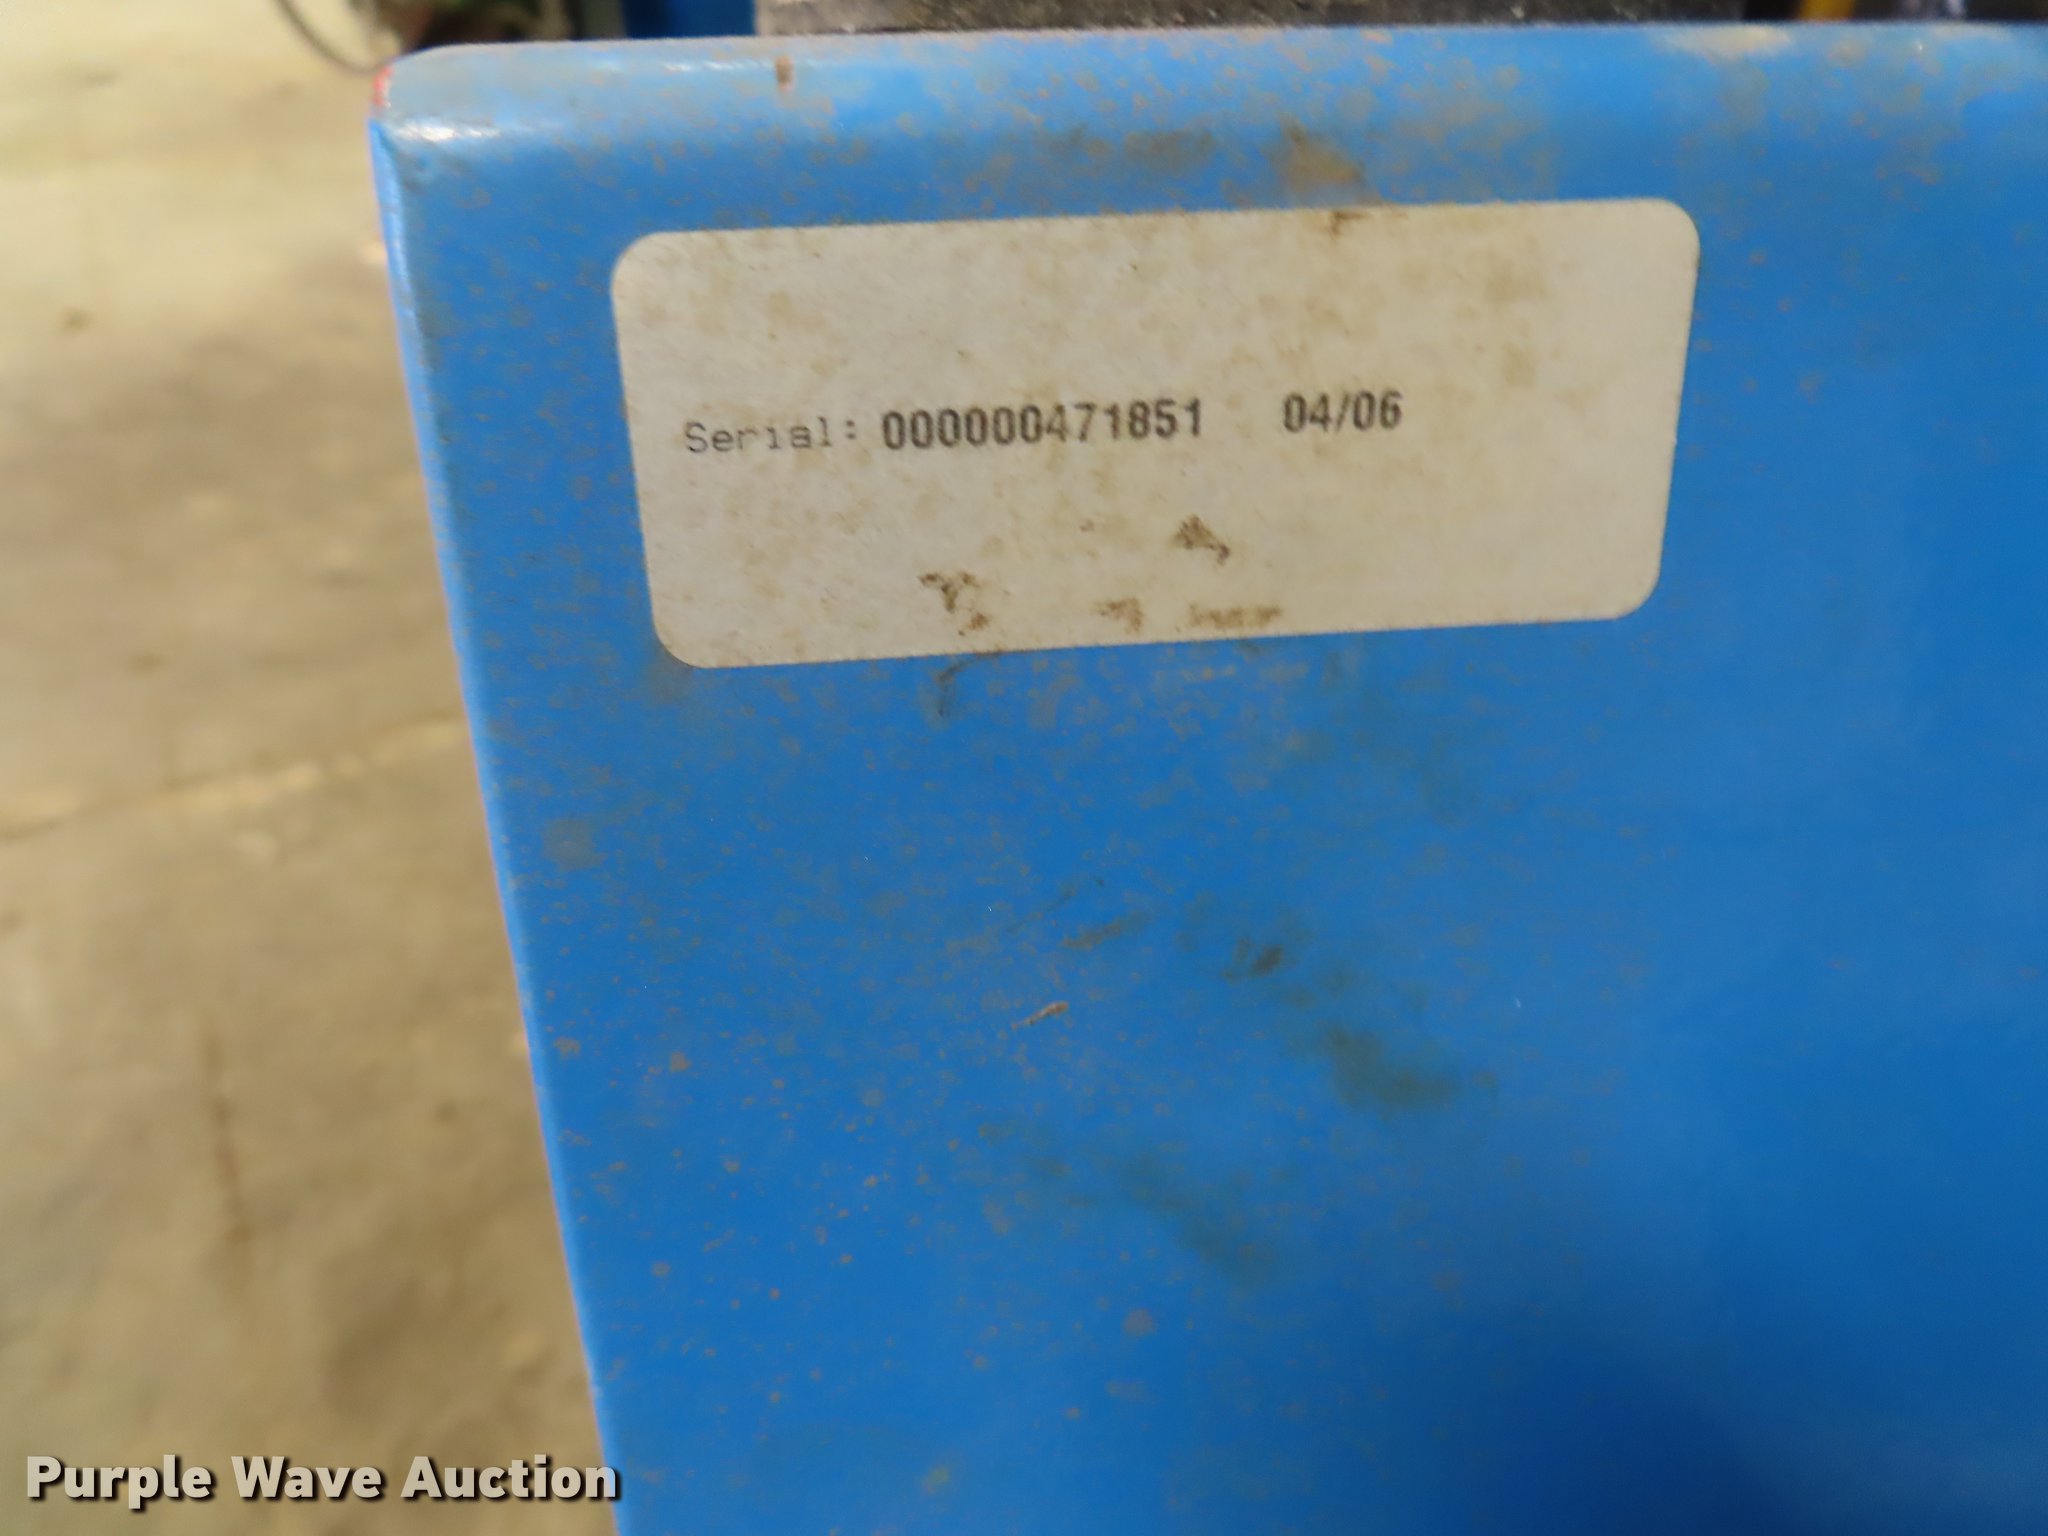 Serial: 000000471851 04/06
Purple Wave Auction